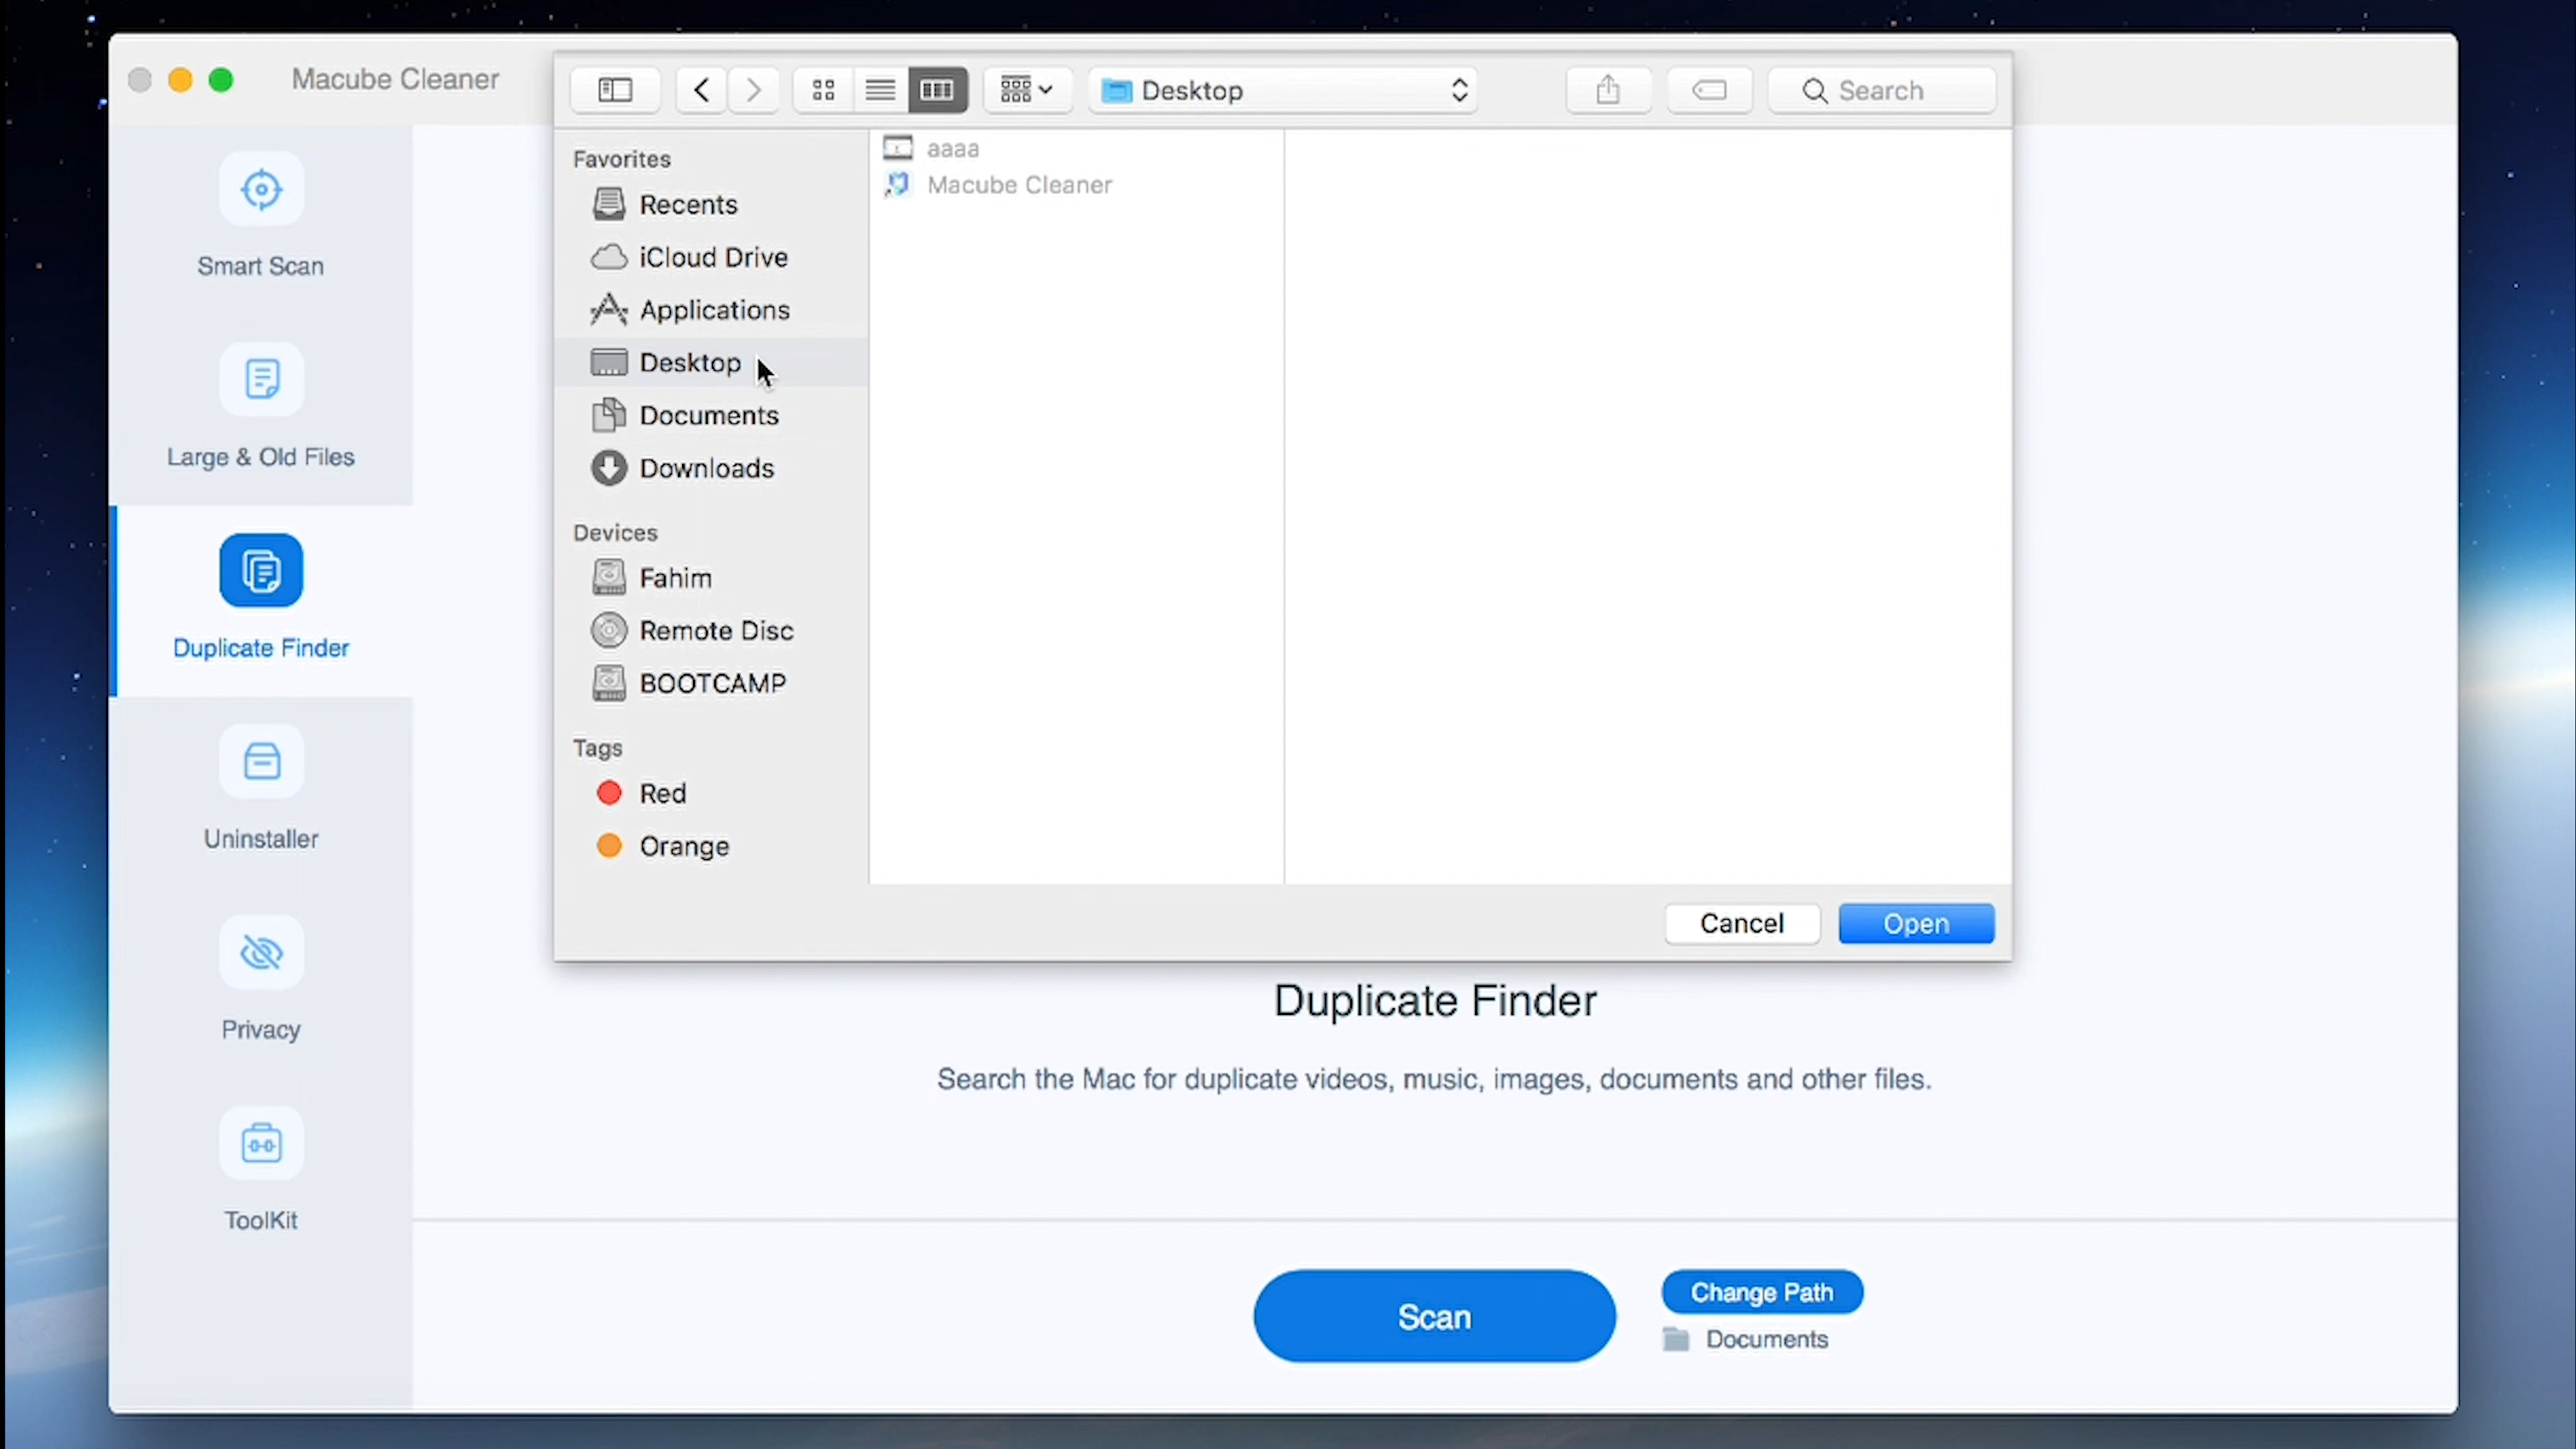 Macube Cleaner
Desktop
Search
Favorites
Recents
iCloud Drive
Applications
Desktop
Documents
Downloads
Devices
Fahim
Remote Disc
BOOTCAMP
Tags
Red
Orange
aaaa
Macube Cleaner
Cancel
Open
Smart Scan
Large & Old Files
Duplicate Finder
Uninstaller
Privacy
ToolKit
Duplicate Finder
Search the Mac for duplicate videos, music, images, documents and other files.
Scan
Change Path
Documents